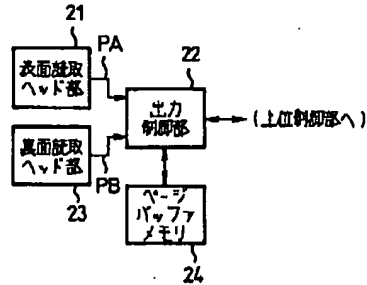 21
PA
表面読取
ヘッド部
22
出力
制御部
(上位制御部へ)
裏面読取
ヘッド部
PB
23
ページ
バッファ
メモリ
24